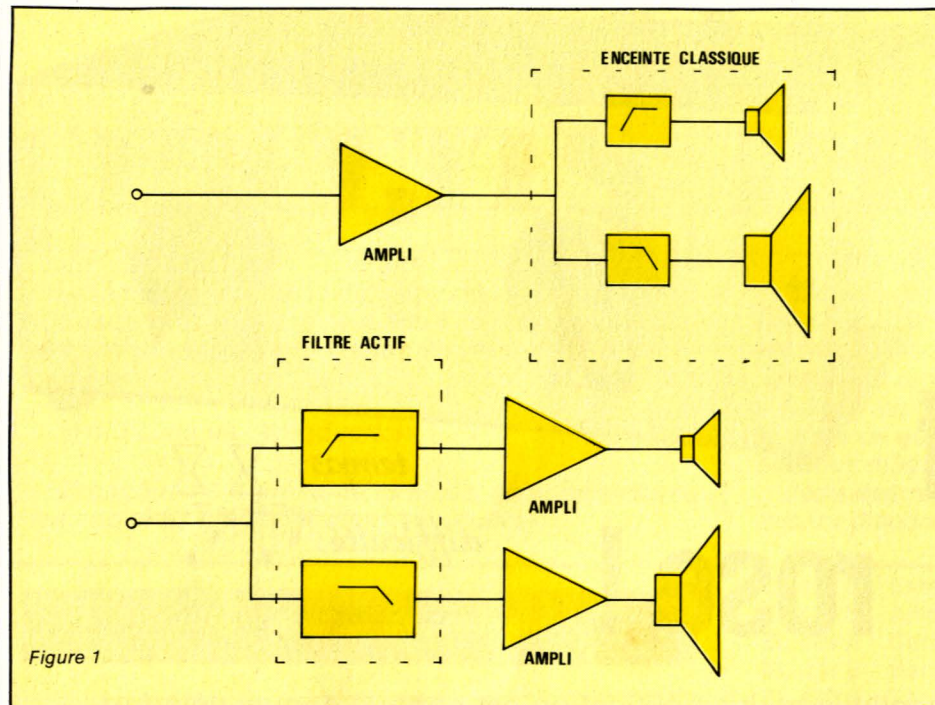 ENCEINTE CLASSIQUE
AMPLI
FILTRE ACTIF
AMPLI
AMPLI
Figure 1